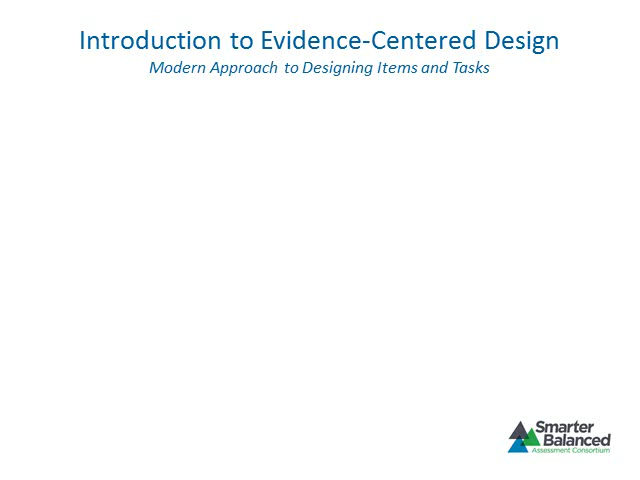 Introduction to Evidence-Centered Design
Modern Approach to Designing Items and Tasks
Smarter
Balanced
Assessment Consortium